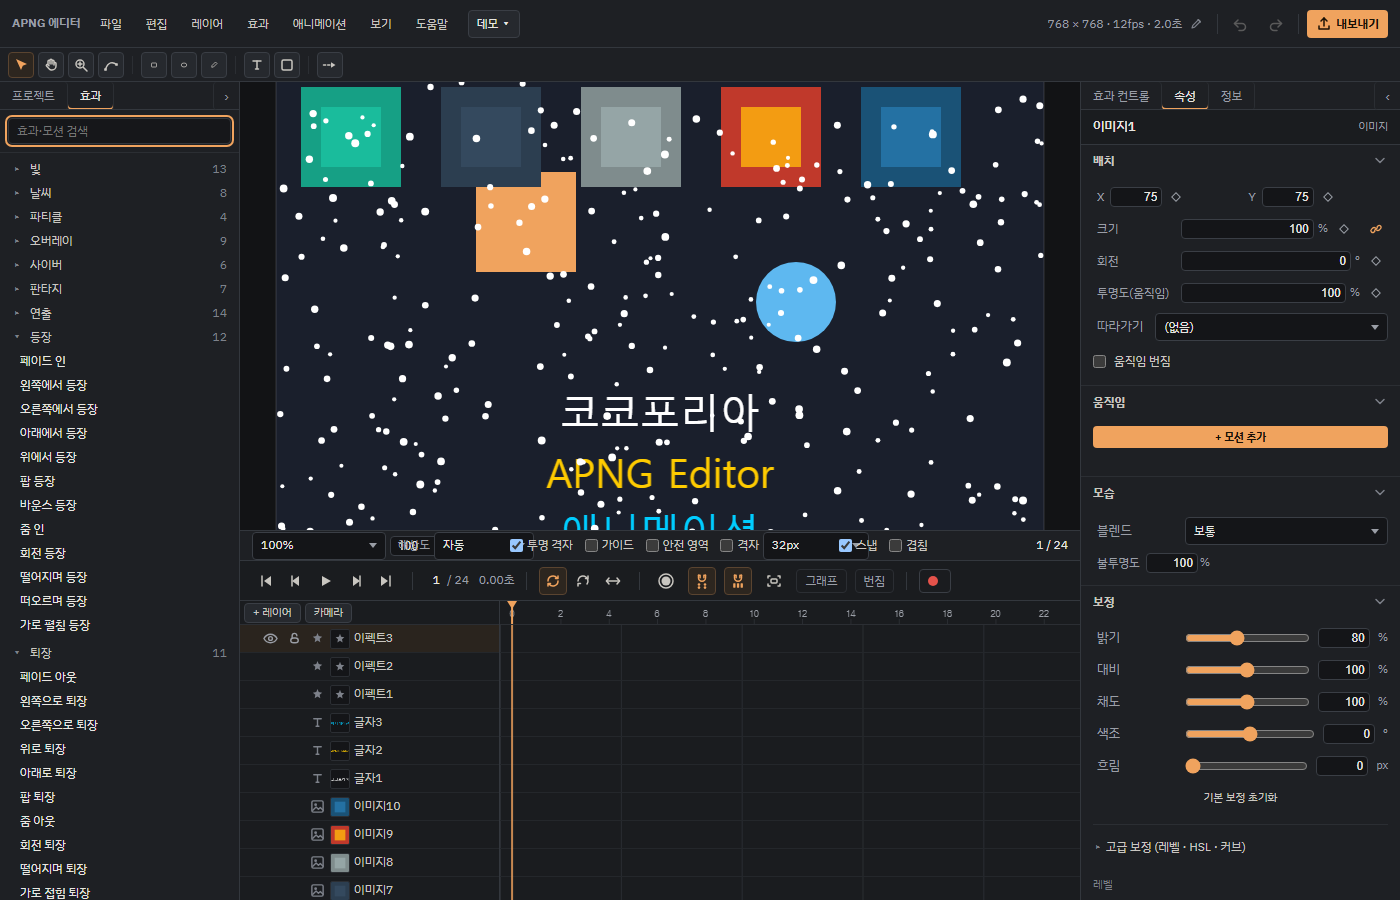 APNG 에디터 파일 편집 레이어 효과 애니메이션 보기 도움말 데모 768 × 768 · 12fps · 2.0초 내보내기
프로젝트 효과
효과·모션 검색
빛 13
날씨 8
파티클 4
오버레이 9
사이버 6
판타지 7
연출 14
등장 12
페이드 인
왼쪽에서 등장
오른쪽에서 등장
아래에서 등장
위에서 등장
팝 등장
바운스 등장
줌 인
회전 등장
떨어지며 등장
떠오르며 등장
가로 펼침 등장
퇴장 11
페이드 아웃
왼쪽으로 퇴장
오른쪽으로 퇴장
위로 퇴장
아래로 퇴장
팝 퇴장
줌 아웃
회전 퇴장
떨어지며 퇴장
가로 접힘 퇴장
코코포리아
APNG Editor
애니메이션
100% 자동 투명 격자 가이드 안전 영역 격자 32px 스냅 겹침 1 / 24
1 / 24 0.00초 그래프 번짐
+ 레이어 카메라 0 2 4 6 8 10 12 14 16 18 20 22
이펙트3
이펙트2
이펙트1
글자3
글자2
글자1
이미지10
이미지9
이미지8
이미지7
효과 컨트롤 속성 정보
이미지1 이미지
배치
X 75 Y 75
크기 100 %
회전 0 °
투명도(움직임) 100 %
따라가기 (없음)
움직임 번짐
움직임
+ 모션 추가
모습
블렌드 보통
불투명도 100 %
보정
밝기 80 %
대비 100 %
채도 100 %
색조 0 °
흐림 0 px
기본 보정 초기화
고급 보정 (레벨 · HSL · 커브)
레벨